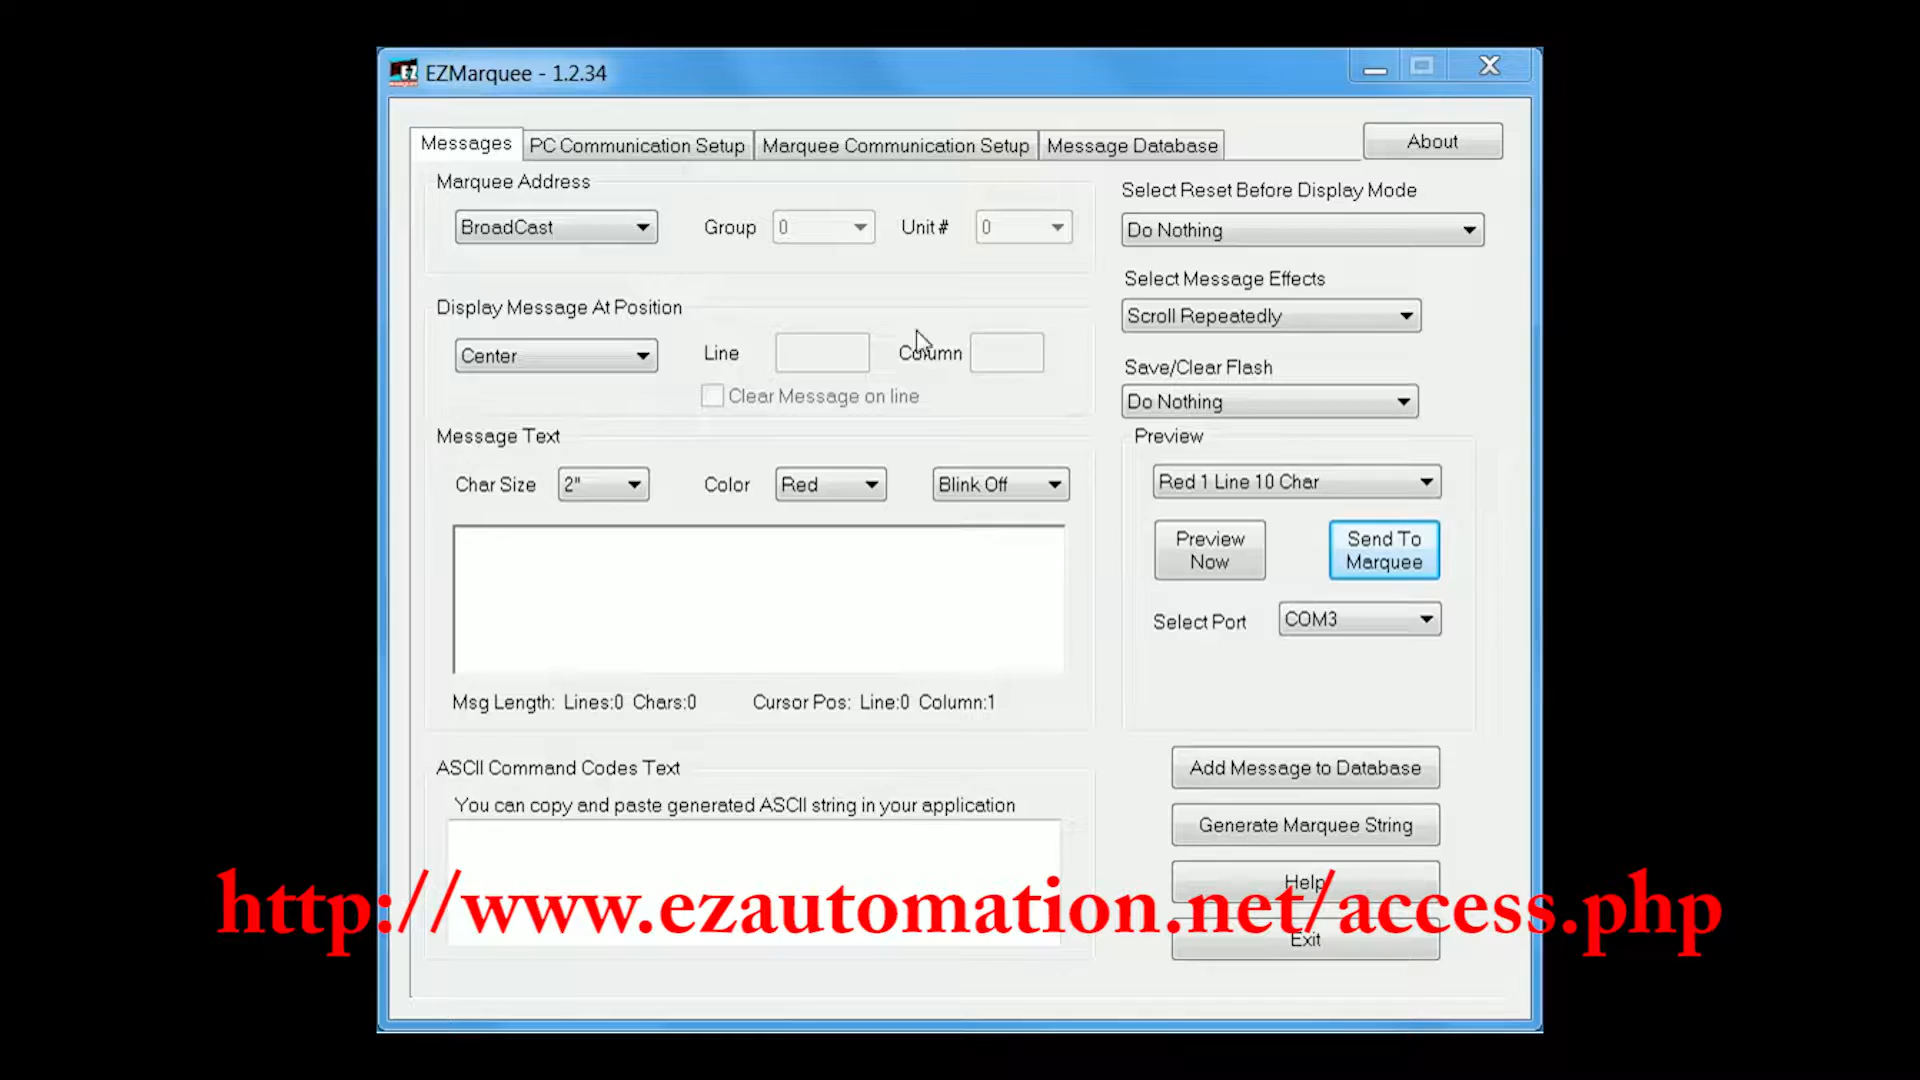 EZMarquee - 1.2.34
Messages
PC Communication Setup
Marquee Communication Setup
Message Database
About
Marquee Address
BroadCast
Group
0
Unit #
0
Display Message At Position
Center
Line
Column
Clear Message on line
Message Text
Char Size
2"
Color
Red
Blink Off
Msg Length: Lines:0 Chars:0
Cursor Pos: Line:0 Column:1
ASCII Command Codes Text
You can copy and paste generated ASCII string in your application
Select Reset Before Display Mode
Do Nothing
Select Message Effects
Scroll Repeatedly
Save/Clear Flash
Do Nothing
Preview
Red 1 Line 10 Char
Preview
Now
Send To
Marquee
Select Port
COM3
Add Message to Database
Generate Marquee String
Help
Exit
http://www.ezautomation.net/access.php